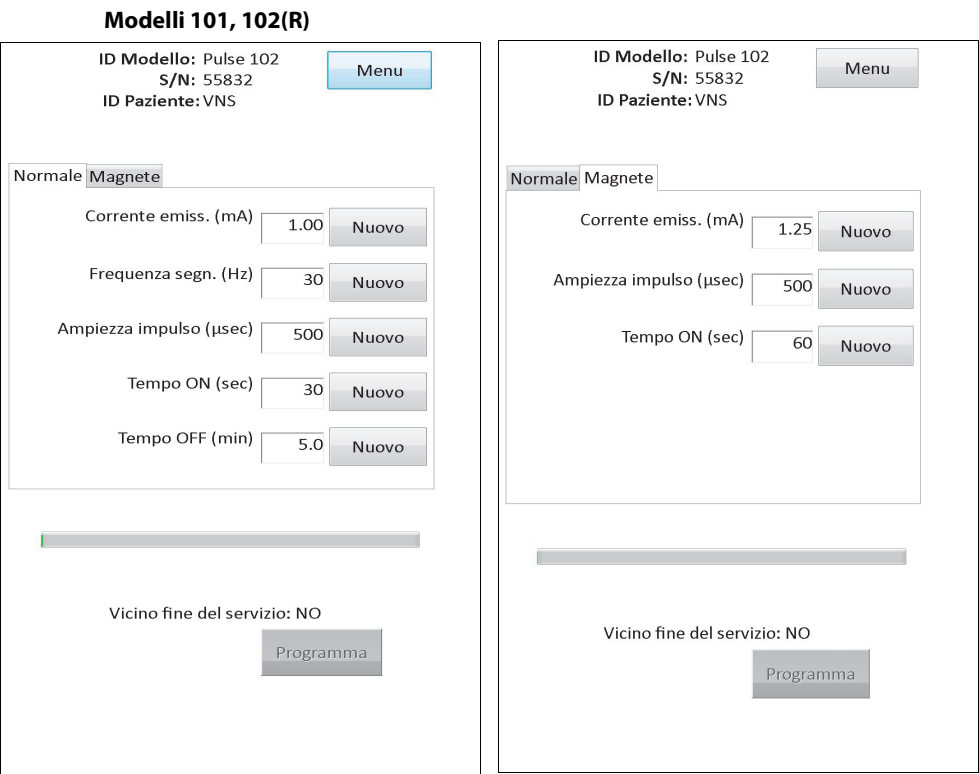 Modelli 101, 102(R)
ID Modello: Pulse 102
S/N: 55832
ID Paziente: VNS
Menu
Normale
Magnete
Corrente emiss. (mA) 1.00 Nuovo
Frequenza segn. (Hz) 30 Nuovo
Ampiezza impulso (μsec) 500 Nuovo
Tempo ON (sec) 30 Nuovo
Tempo OFF (min) 5.0 Nuovo
Vicino fine del servizio: NO
Programma
ID Modello: Pulse 102
S/N: 55832
ID Paziente: VNS
Menu
Normale
Magnete
Corrente emiss. (mA) 1.25 Nuovo
Ampiezza impulso (μsec) 500 Nuovo
Tempo ON (sec) 60 Nuovo
Vicino fine del servizio: NO
Programma